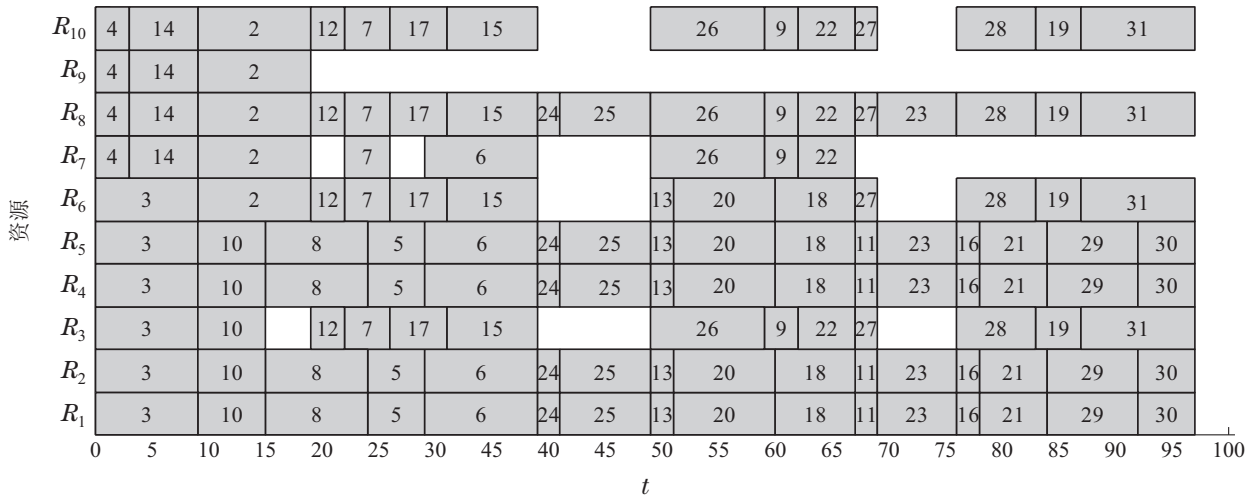 R10 4 14 2 12 7 17 15 26 9 22 27 28 19 31
R9 4 14 2
R8 4 14 2 12 7 17 15 24 25 26 9 22 27 23 28 19 31
R7 4 14 2 7 6 26 9 22
R6 3 2 12 7 17 15 13 20 18 27 28 19 31
R5 3 10 8 5 6 24 25 13 20 18 11 23 16 21 29 30
R4 3 10 8 5 6 24 25 13 20 18 11 23 16 21 29 30
R3 3 10 12 7 17 15 26 9 22 27 28 19 31
R2 3 10 8 5 6 24 25 13 20 18 11 23 16 21 29 30
R1 3 10 8 5 6 24 25 13 20 18 11 23 16 21 29 30
0 5 10 15 20 25 30 45 40 45 50 55 60 65 70 75 80 85 90 95 100
t
资源